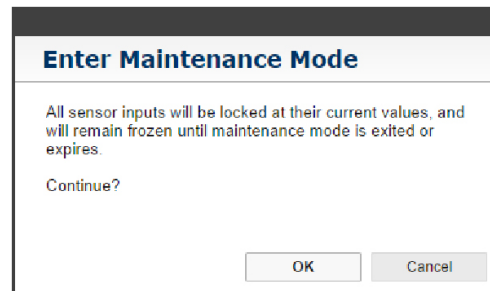 Enter Maintenance Mode
All sensor inputs will be locked at their current values, and
will remain frozen until maintenance mode is exited or
expires.
Continue?
OK
Cancel